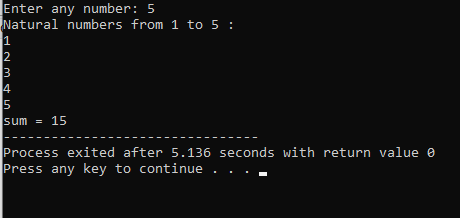 Enter any number: 5
Natural numbers from 1 to 5 :
1
2
3
4
5
sum = 15
--------------------------------
Process exited after 5.136 seconds with return value 0
Press any key to continue . . .